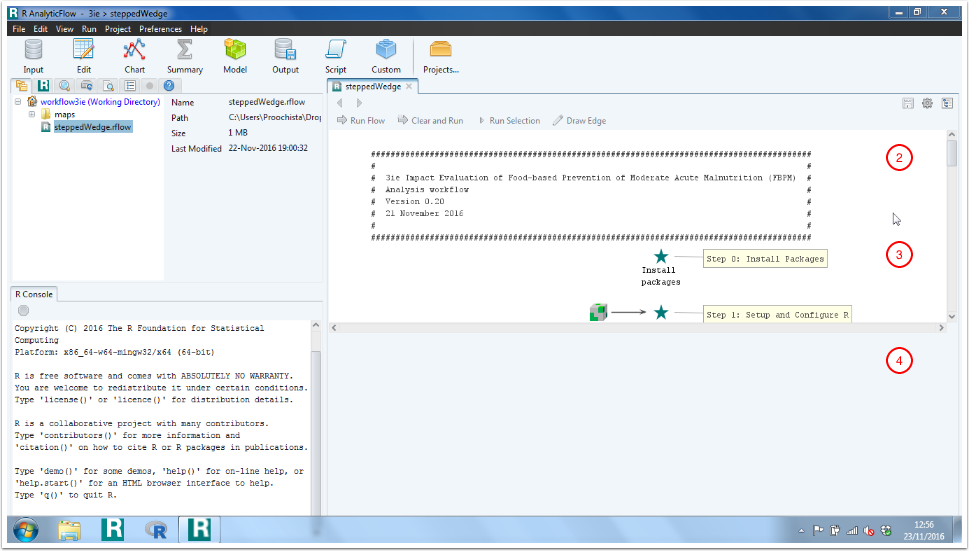 R AnalyticFlow - 3ie > steppedWedge
File Edit View Run Project Preferences Help
Input Edit Chart Summary Model Output Script Custom Projects...
workflow3ie (Working Directory)
maps
steppedWedge.rflow
Name steppedWedge.rflow
Path C:\Users\Proochista\Drop
Size 1 MB
Last Modified 22-Nov-2016 19:00:32
steppedWedge
Run Flow Clear and Run Run Selection Draw Edge
###########################################################################################
# #
# 3ie Impact Evaluation of Food-based Prevention of Moderate Acute Malnutrition (FBPM) #
# Analysis workflow #
# Version 0.20 #
# 21 November 2016 #
# #
###########################################################################################
2
3
Install
packages
Step 0: Install Packages
Step 1: Setup and Configure R
4
R Console
Copyright (C) 2016 The R Foundation for Statistical
Computing
Platform: x86_64-w64-mingw32/x64 (64-bit)
R is free software and comes with ABSOLUTELY NO WARRANTY.
You are welcome to redistribute it under certain conditions.
Type 'license()' or 'licence()' for distribution details.
R is a collaborative project with many contributors.
Type 'contributors()' for more information and
'citation()' on how to cite R or R packages in publications.
Type 'demo()' for some demos, 'help()' for on-line help, or
'help.start()' for an HTML browser interface to help.
Type 'q()' to quit R.
12:56
23/11/2016